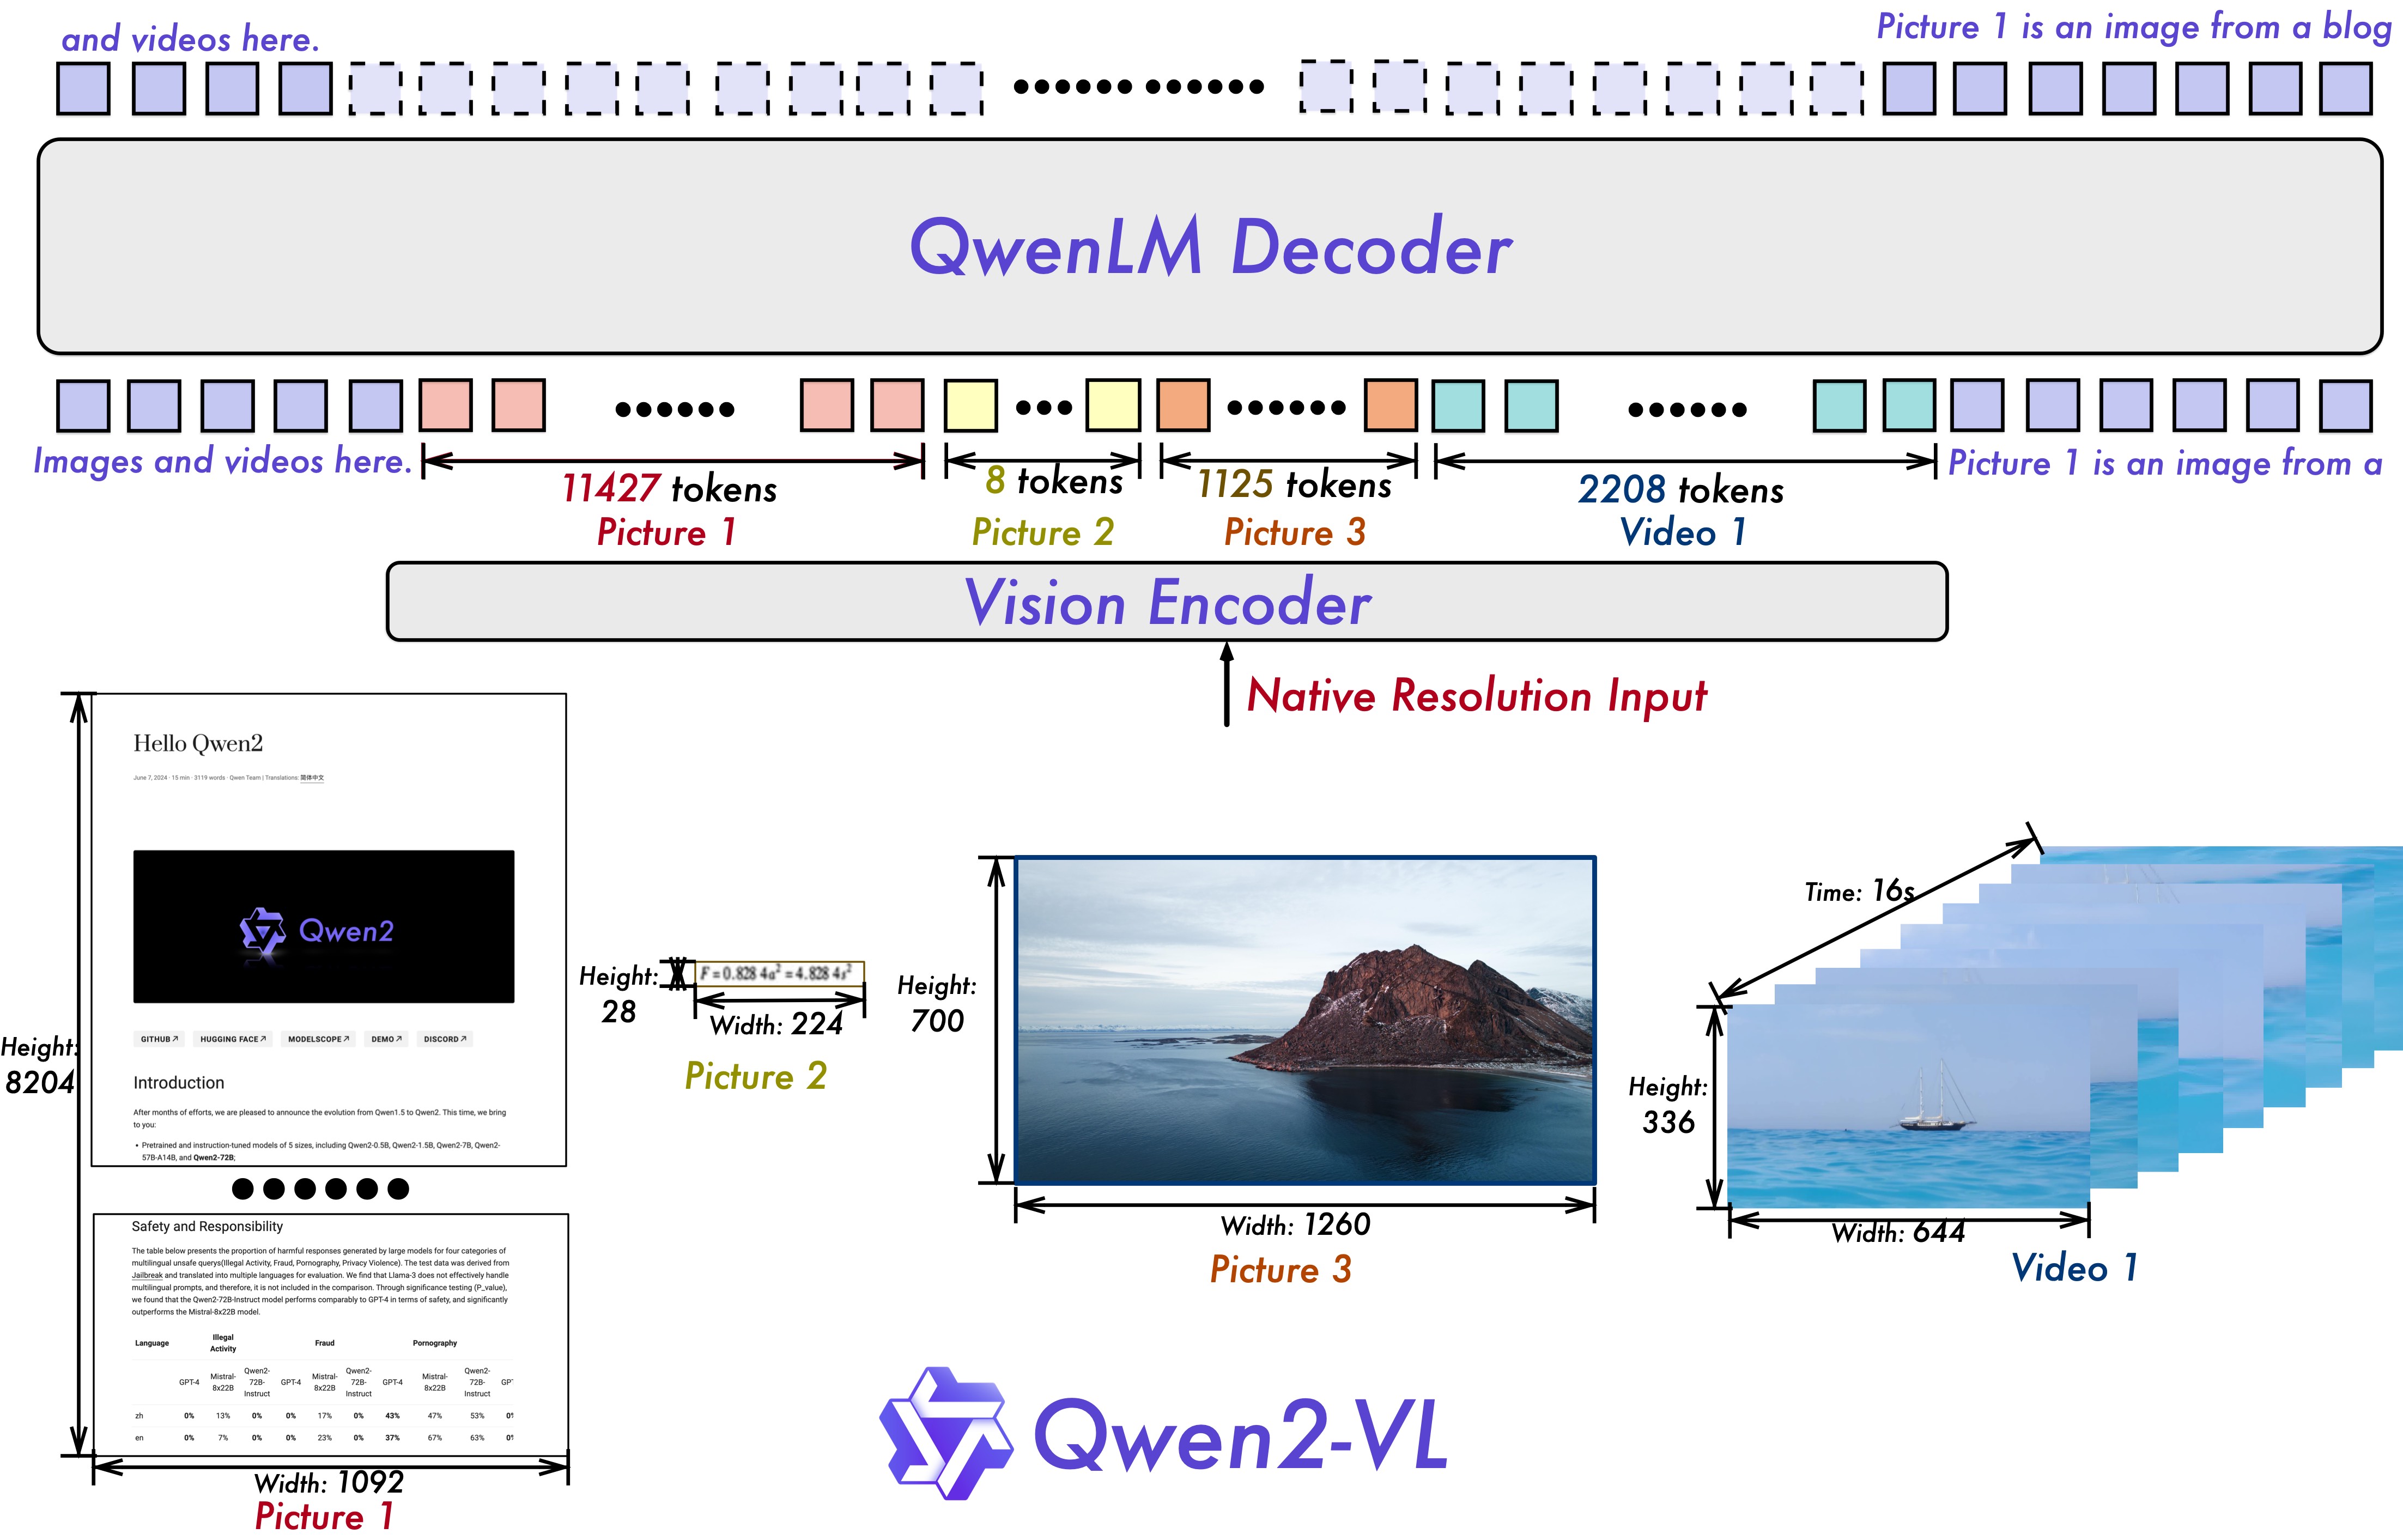 and videos here.
Picture 1 is an image from a blog
QwenLM Decoder
Images and videos here.
Picture 1 is an image from a
11427 tokens
Picture 1
8 tokens
Picture 2
1125 tokens
Picture 3
2208 tokens
Video 1
Vision Encoder
Native Resolution Input
Height:
8204
Hello Qwen2
June 7, 2024 · 15 min · 3119 words · Qwen Team | Translations: 简体中文
Qwen2
GITHUB ↗ HUGGING FACE ↗ MODELSCOPE ↗ DEMO ↗ DISCORD ↗
Introduction
After months of efforts, we are pleased to announce the evolution from Qwen1.5 to Qwen2. This time, we bring
to you:
• Pretrained and instruction-tuned models of 5 sizes, including Qwen2-0.5B, Qwen2-1.5B, Qwen2-7B, Qwen2-
57B-A14B, and Qwen2-72B;
Safety and Responsibility
The table below presents the proportion of harmful responses generated by large models for four categories of
multilingual unsafe querys(Illegal Activity, Fraud, Pornography, Privacy Violence). The test data was derived from
Jailbreak and translated into multiple languages for evaluation. We find that Llama-3 does not effectively handle
multilingual prompts, and therefore, it is not included in the comparison. Through significance testing (P_value),
we found that the Qwen2-72B-Instruct model performs comparably to GPT-4 in terms of safety, and significantly
outperforms the Mistral-8x22B model.
Language Illegal Activity Fraud Pornography
GPT-4 Mistral-8x22B Qwen2-72B-Instruct GPT-4 Mistral-8x22B Qwen2-72B-Instruct GPT-4 Mistral-8x22B Qwen2-72B-Instruct
zh 0% 13% 0% 0% 17% 0% 43% 47% 53%
en 0% 7% 0% 0% 23% 0% 37% 67% 63%
Width: 1092
Picture 1
Height:
28
F = 0.828 4a² = 4.828 4s²
Width: 224
Picture 2
Height:
700
Width: 1260
Picture 3
Time: 16s
Height:
336
Width: 644
Video 1
Qwen2-VL